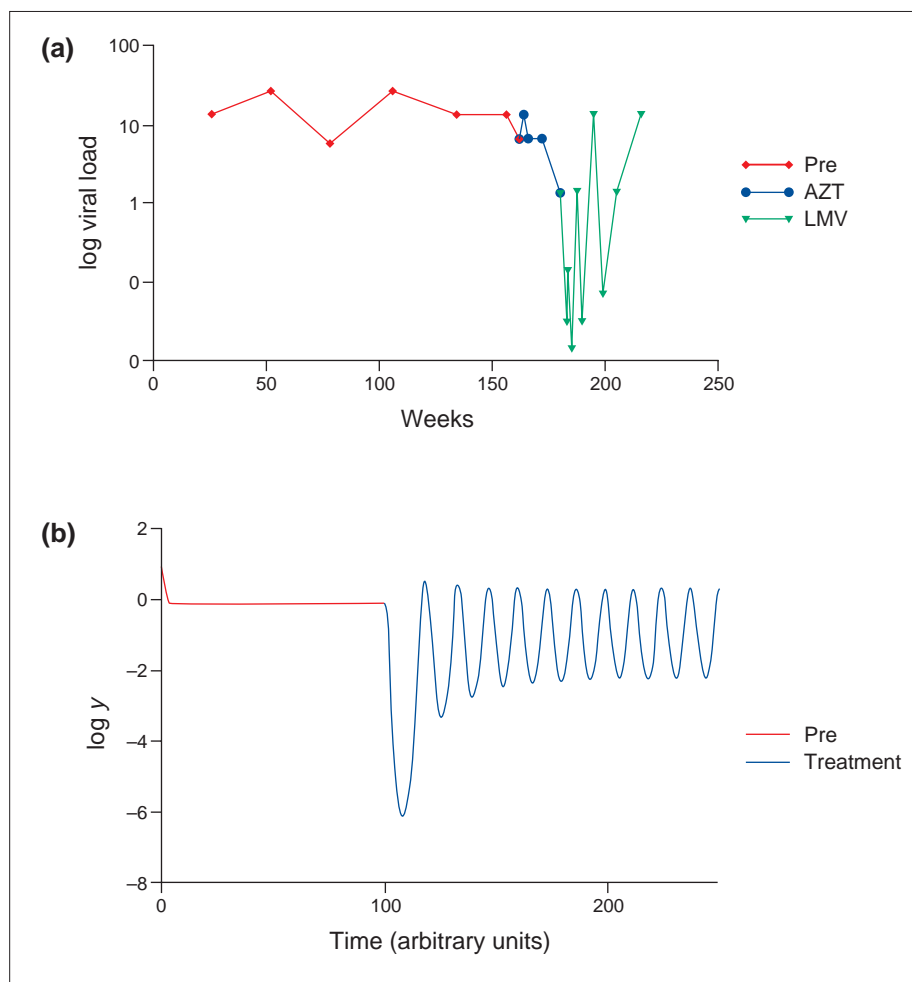 (a)
100
10
1
0
0
log viral load
0 50 100 150 200 250
Weeks
Pre
AZT
LMV
(b)
2
0
–2
–4
–6
–8
log y
0 100 200
Time (arbitrary units)
Pre
Treatment